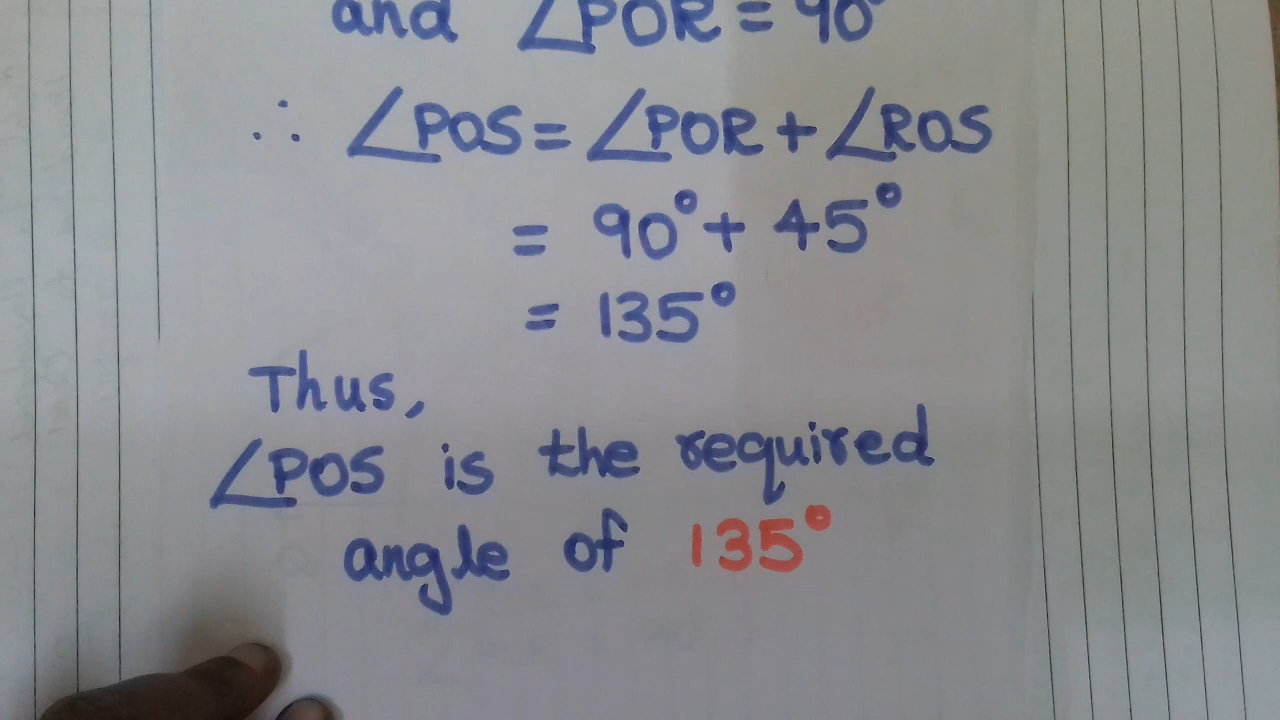 and ∠POR = 90°
∴ ∠POS = ∠POR + ∠ROS
= 90° + 45°
= 135°
Thus,
∠POS is the required
angle of 135°